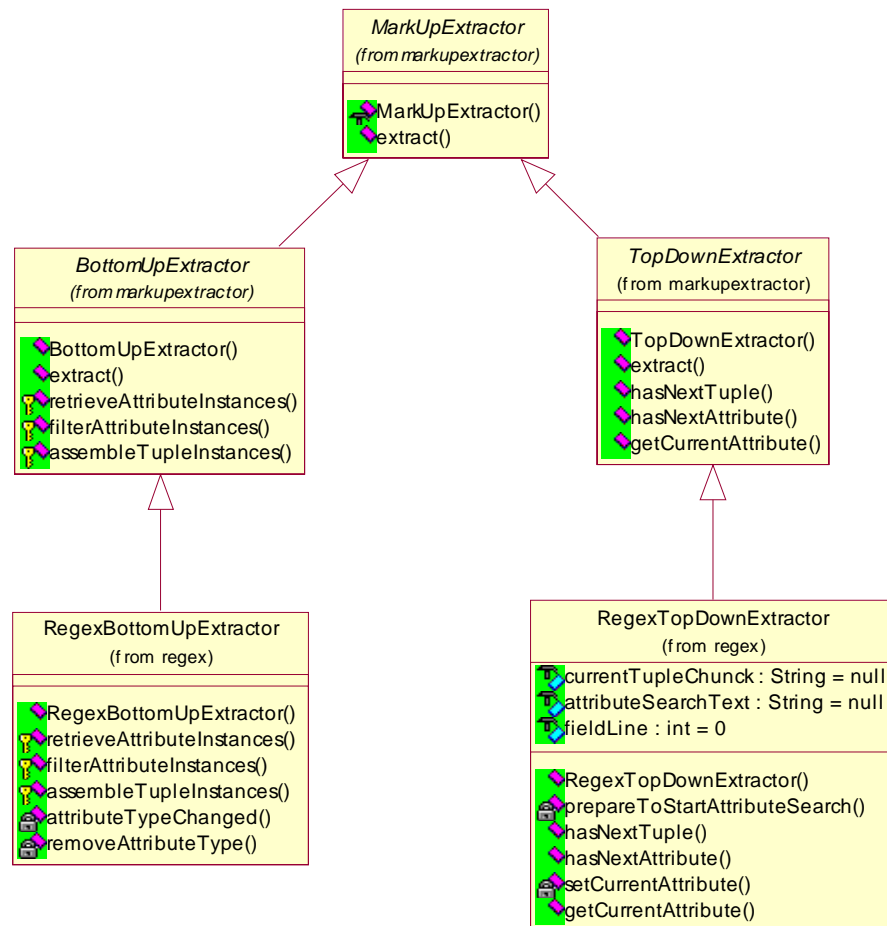 MarkUpExtractor
(from markupextractor)
MarkUpExtractor()
extract()
BottomUpExtractor
(from markupextractor)
BottomUpExtractor()
extract()
retrieveAttributeInstances()
filterAttributeInstances()
assembleTupleInstances()
TopDownExtractor
(from markupextractor)
TopDownExtractor()
extract()
hasNextTuple()
hasNextAttribute()
getCurrentAttribute()
RegexBottomUpExtractor
(from regex)
RegexBottomUpExtractor()
retrieveAttributeInstances()
filterAttributeInstances()
assembleTupleInstances()
attributeTypeChanged()
removeAttributeType()
RegexTopDownExtractor
(from regex)
currentTupleChunck : String = null
attributeSearchText : String = null
fieldLine : int = 0
RegexTopDownExtractor()
prepareToStartAttributeSearch()
hasNextTuple()
hasNextAttribute()
setCurrentAttribute()
getCurrentAttribute()